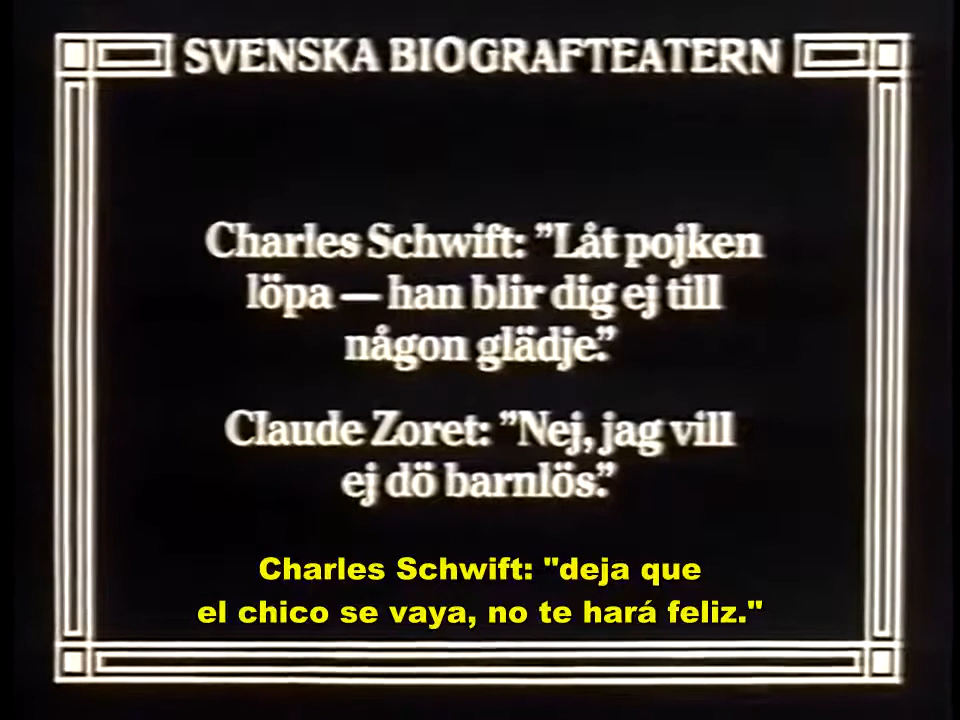 SVENSKA BIOGRAFTEATERN
Charles Schwift: ”Låt pojken
löpa — han blir dig ej till
någon glädje.”
Claude Zoret: ”Nej, jag vill
ej dö barnlös.”
Charles Schwift: "deja que
el chico se vaya, no te hará feliz."